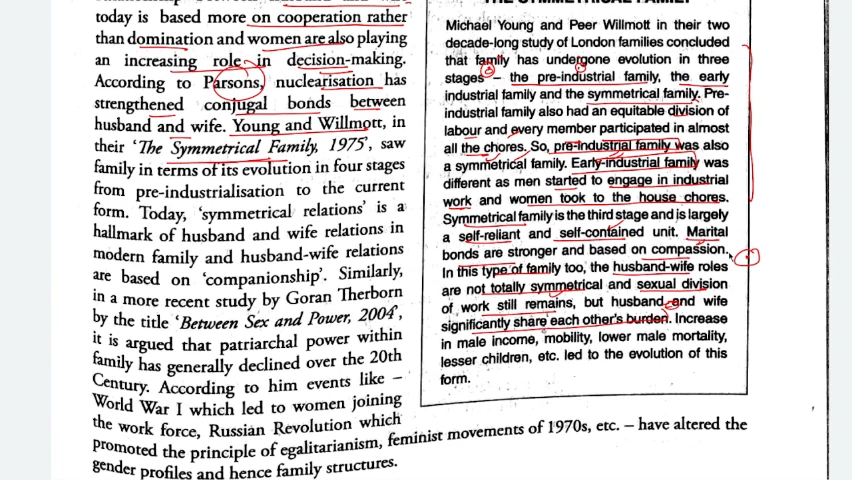 today is based more on cooperation rather
than domination and women are also playing
an increasing role in decision-making.
According to Parsons, nuclearisation has
strengthened conjugal bonds between
husband and wife. Young and Willmott, in
their ‘The Symmetrical Family, 1975’, saw
family in terms of its evolution in four stages
from pre-industrialisation to the current
form. Today, ‘symmetrical relations’ is a
hallmark of husband and wife relations in
modern family and husband-wife relations
are based on ‘companionship’. Similarly,
in a more recent study by Goran Therborn
by the title ‘Between Sex and Power, 2004’,
it is argued that patriarchal power within
family has generally declined over the 20th
Century. According to him events like –
World War I which led to women joining
the work force, Russian Revolution which
promoted the principle of egalitarianism, feminist movements of 1970s, etc. – have altered the
gender profiles and hence family structures.
Michael Young and Peer Willmott in their two
decade-long study of London families concluded
that family has undergone evolution in three
stages – the pre-industrial family, the early
industrial family and the symmetrical family. Pre-
industrial family also had an equitable division of
labour and every member participated in almost
all the chores. So, pre-industrial family was also
a symmetrical family. Early-industrial family was
different as men started to engage in industrial
work and women took to the house chores.
Symmetrical family is the third stage and is largely
a self-reliant and self-contained unit. Marital
bonds are stronger and based on compassion.
In this type of family too, the husband-wife roles
are not totally symmetrical and sexual division
of work still remains, but husband and wife
significantly share each other's burden. Increase
in male income, mobility, lower male mortality,
lesser children, etc. led to the evolution of this
form.